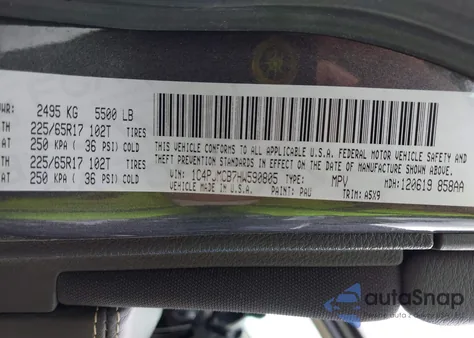 WR: 2495 KG 5500 LB
TH 225/65R17 102T TIRES
AT 250 KPA ( 36 PSI) COLD
TH 225/65R17 102T TIRES
AT 250 KPA ( 36 PSI) COLD
THIS VEHICLE CONFORMS TO ALL APPLICABLE U.S.A. FEDERAL MOTOR VEHICLE SAFETY AND
THEFT PREVENTION STANDARDS IN EFFECT ON THE DATE OF MANUFACTURE SHOWN ABOVE.
VIN: TYPE: MPV MDH: 120619 858AA
MADE IN U.S.A. PAINT: PAU TRIM: A5X9
autoSnap